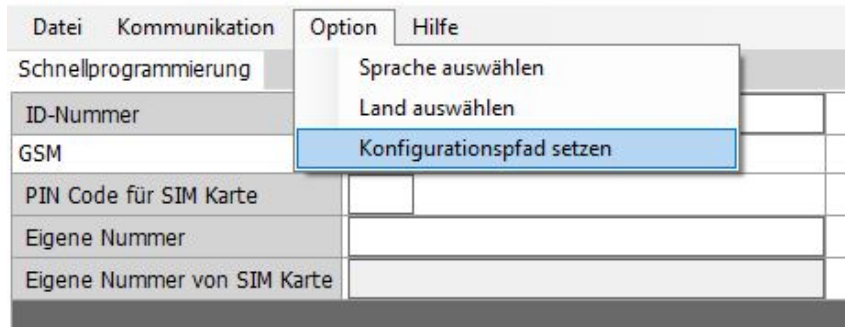 Datei Kommunikation Option Hilfe
Schnellprogrammierung
Sprache auswählen
ID-Nummer
Land auswählen
GSM
Konfigurationspfad setzen
PIN Code für SIM Karte
Eigene Nummer
Eigene Nummer von SIM Karte